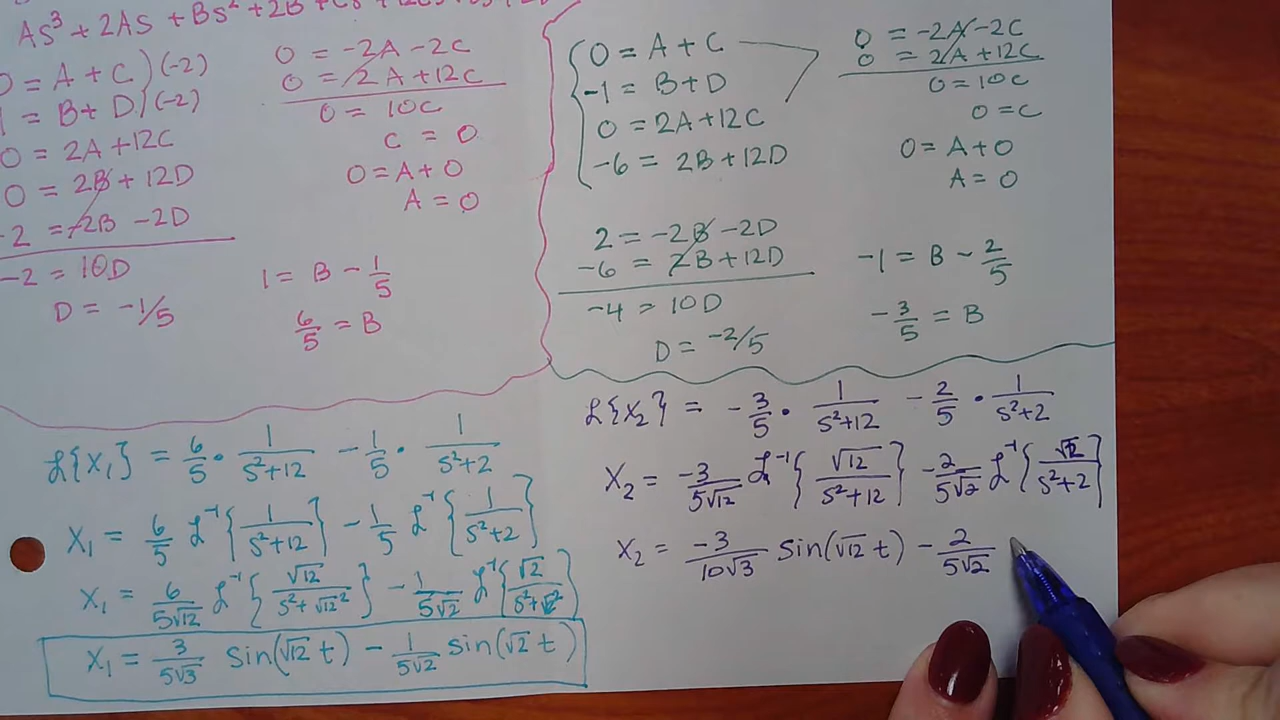 AS³ + 2AS + BS² + 2B +
0 = A + C ) (-2)
1 = B + D ) (-2)
0 = 2A + 12C
0 = 2B + 12D
-2 = -2B - 2D
-2 = 10D
D = -1/5
0 = -2A - 2C
0 = 2A + 12C
0 = 10C
C = 0
0 = A + 0
A = 0
1 = B - 1/5
6/5 = B
0 = A + C
-1 = B + D
0 = 2A + 12C
-6 = 2B + 12D
2 = -2B - 2D
-6 = 2B + 12D
-4 = 10D
D = -2/5
0 = -2A - 2C
0 = 2A + 12C
0 = 10C
0 = C
0 = A + 0
A = 0
-1 = B - 2/5
-3/5 = B
ℒ{X₁} = 6/5 • 1/(S²+12) - 1/5 • 1/(S²+2)
X₁ = 6/5 ℒ⁻¹{1/(S²+12)} - 1/5 ℒ⁻¹{1/(S²+2)}
X₁ = 6/(5√12) ℒ⁻¹{√12/(S²+√12²)} - 1/(5√2) ℒ⁻¹{√2/(S²+√2²)}
X₁ = 3/(5√3) sin(√12 t) - 1/(5√2) sin(√2 t)
ℒ{X₂} = -3/5 • 1/(S²+12) - 2/5 • 1/(S²+2)
X₂ = -3/(5√12) ℒ⁻¹{√12/(S²+12)} - 2/(5√2) ℒ⁻¹{√2/(S²+2)}
X₂ = -3/(10√3) sin(√12 t) - 2/(5√2)